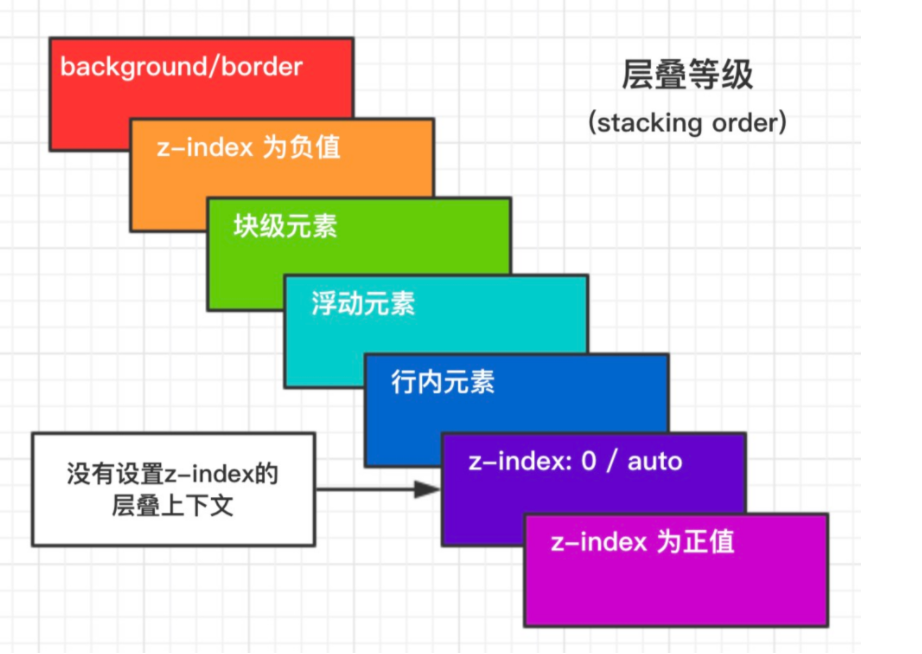 background/border
层叠等级
(stacking order)
z-index 为负值
块级元素
浮动元素
行内元素
没有设置z-index的
层叠上下文
z-index: 0 / auto
z-index 为正值